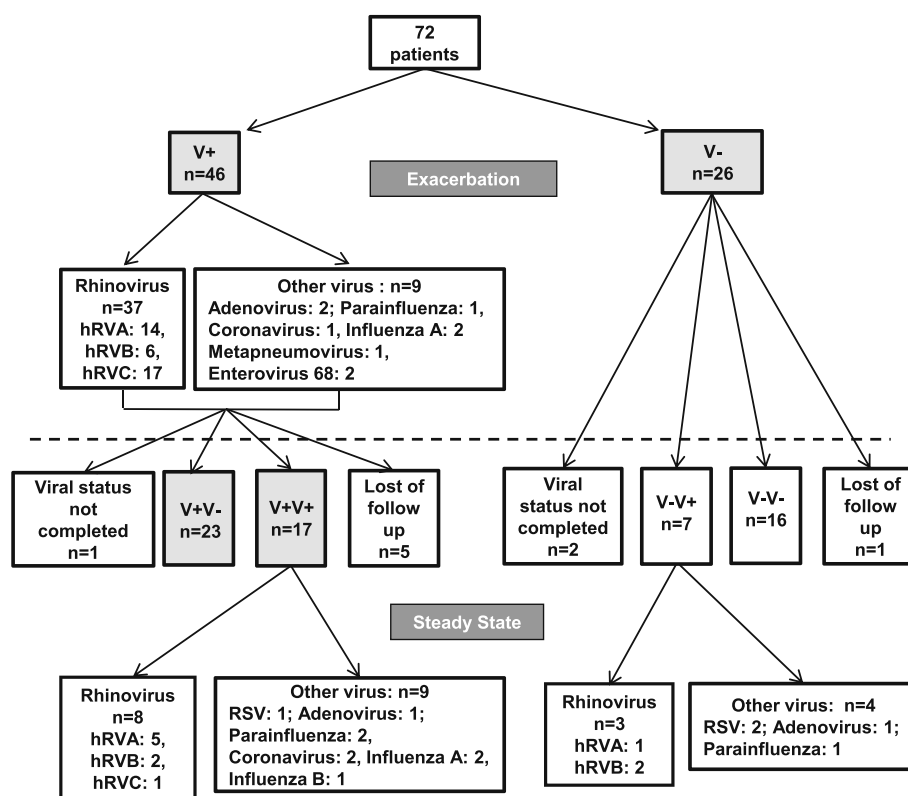 72
patients
V+
n=46
V-
n=26
Exacerbation
Rhinovirus
n=37
hRVA: 14,
hRVB: 6,
hRVC: 17
Other virus : n=9
Adenovirus: 2; Parainfluenza: 1,
Coronavirus: 1, Influenza A: 2
Metapneumovirus: 1,
Enterovirus 68: 2
Viral status
not
completed
n=1
V+V-
n=23
V+V+
n=17
Lost of
follow
up
n=5
Viral
status not
completed
n=2
V-V+
n=7
V-V-
n=16
Lost of
follow
up
n=1
Steady State
Rhinovirus
n=8
hRVA: 5,
hRVB: 2,
hRVC: 1
Other virus: n=9
RSV: 1; Adenovirus: 1;
Parainfluenza: 2,
Coronavirus: 2, Influenza A: 2,
Influenza B: 1
Rhinovirus
n=3
hRVA: 1
hRVB: 2
Other virus: n=4
RSV: 2; Adenovirus: 1;
Parainfluenza: 1